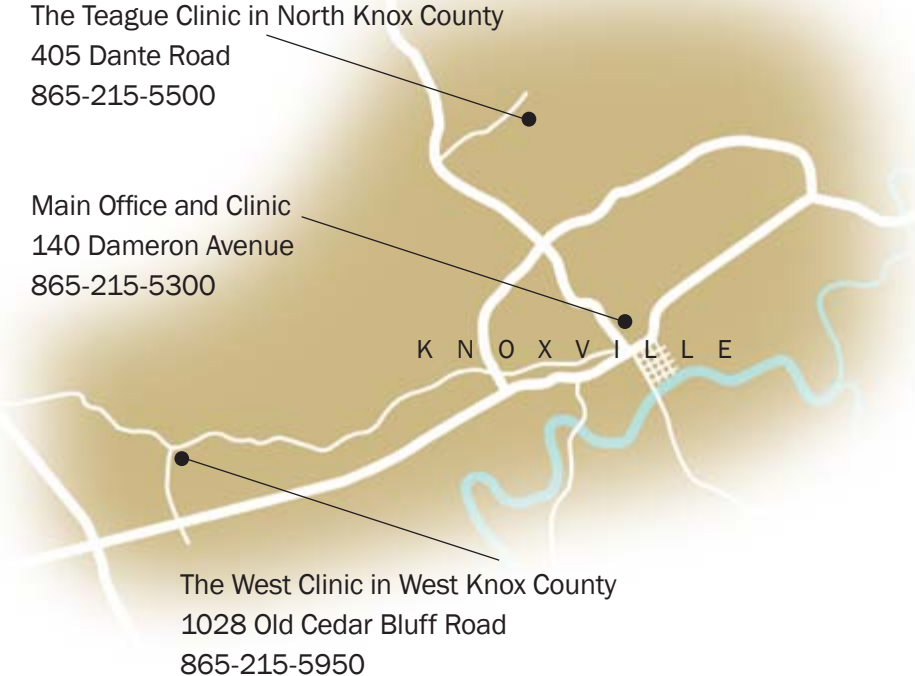 The Teague Clinic in North Knox County
405 Dante Road
865-215-5500
Main Office and Clinic
140 Dameron Avenue
865-215-5300
KNOXVILLE
The West Clinic in West Knox County
1028 Old Cedar Bluff Road
865-215-5950